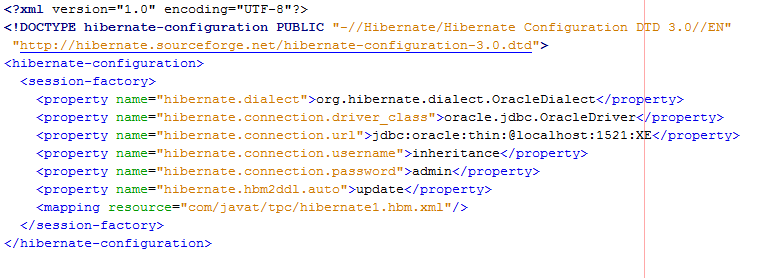 <?xml version="1.0" encoding="UTF-8"?>
<!DOCTYPE hibernate-configuration PUBLIC "-//Hibernate/Hibernate Configuration DTD 3.0//EN"
"http://hibernate.sourceforge.net/hibernate-configuration-3.0.dtd">
<hibernate-configuration>
<session-factory>
<property name="hibernate.dialect">org.hibernate.dialect.OracleDialect</property>
<property name="hibernate.connection.driver_class">oracle.jdbc.OracleDriver</property>
<property name="hibernate.connection.url">jdbc:oracle:thin:@localhost:1521:XE</property>
<property name="hibernate.connection.username">inheritance</property>
<property name="hibernate.connection.password">admin</property>
<property name="hibernate.hbm2ddl.auto">update</property>
<mapping resource="com/javat/tpc/hibernate1.hbm.xml"/>
</session-factory>
</hibernate-configuration>